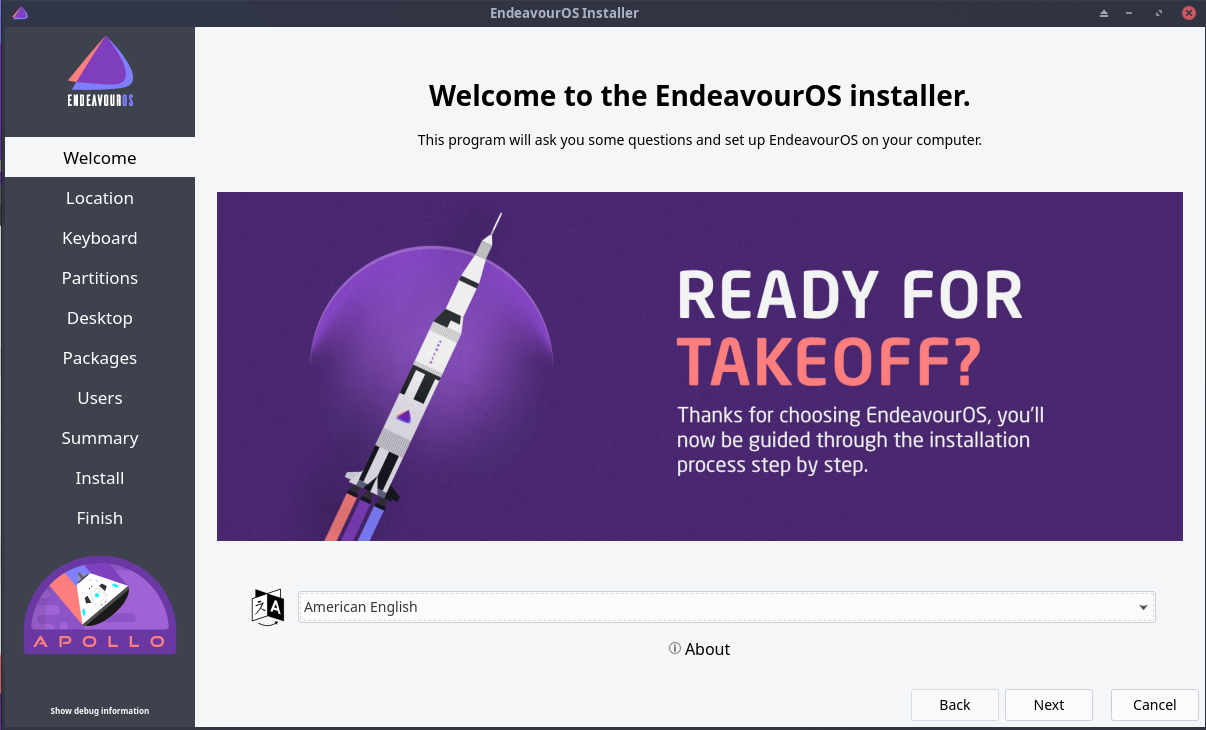 EndeavourOS Installer
ENDEAVOUROS
Welcome
Location
Keyboard
Partitions
Desktop
Packages
Users
Summary
Install
Finish
APOLLO
Show debug information
Welcome to the EndeavourOS installer.
This program will ask you some questions and set up EndeavourOS on your computer.
READY FOR
TAKEOFF?
Thanks for choosing EndeavourOS, you'll
now be guided through the installation
process step by step.
American English
About
Back
Next
Cancel